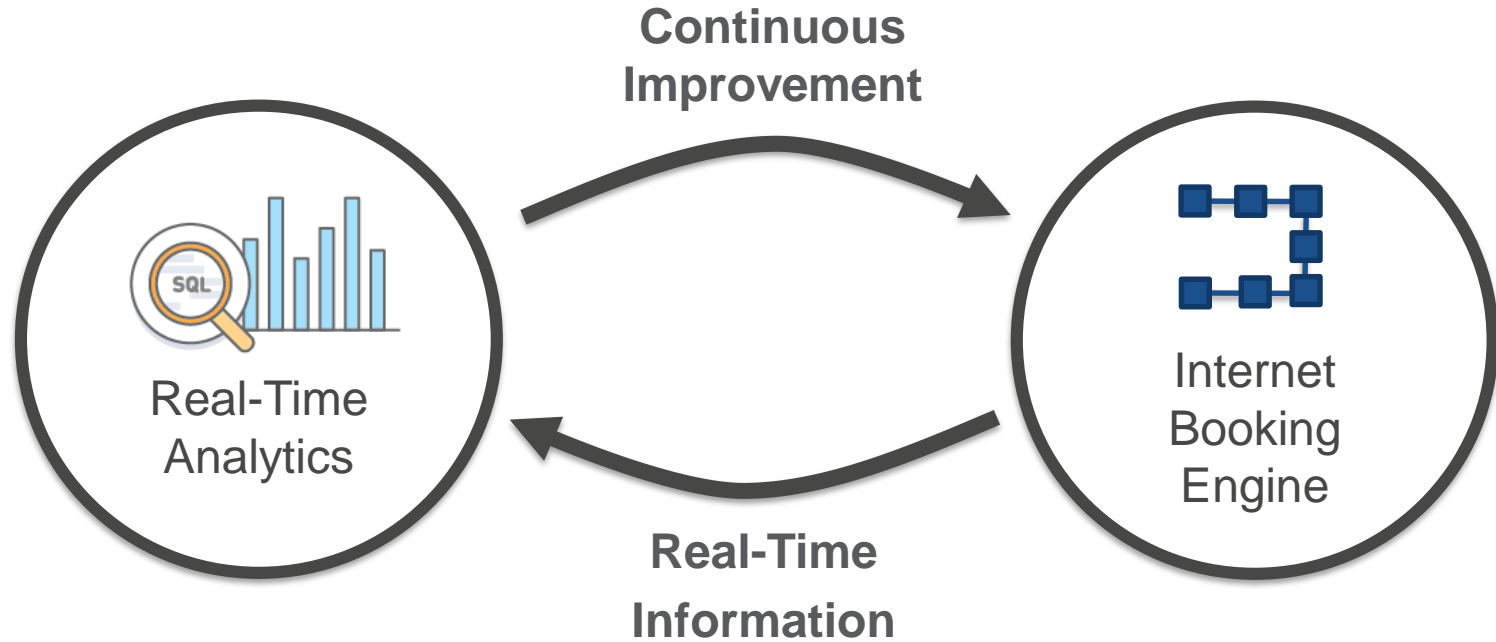 Continuous
Improvement
SQL
Real-Time
Analytics
Internet
Booking
Engine
Real-Time
Information